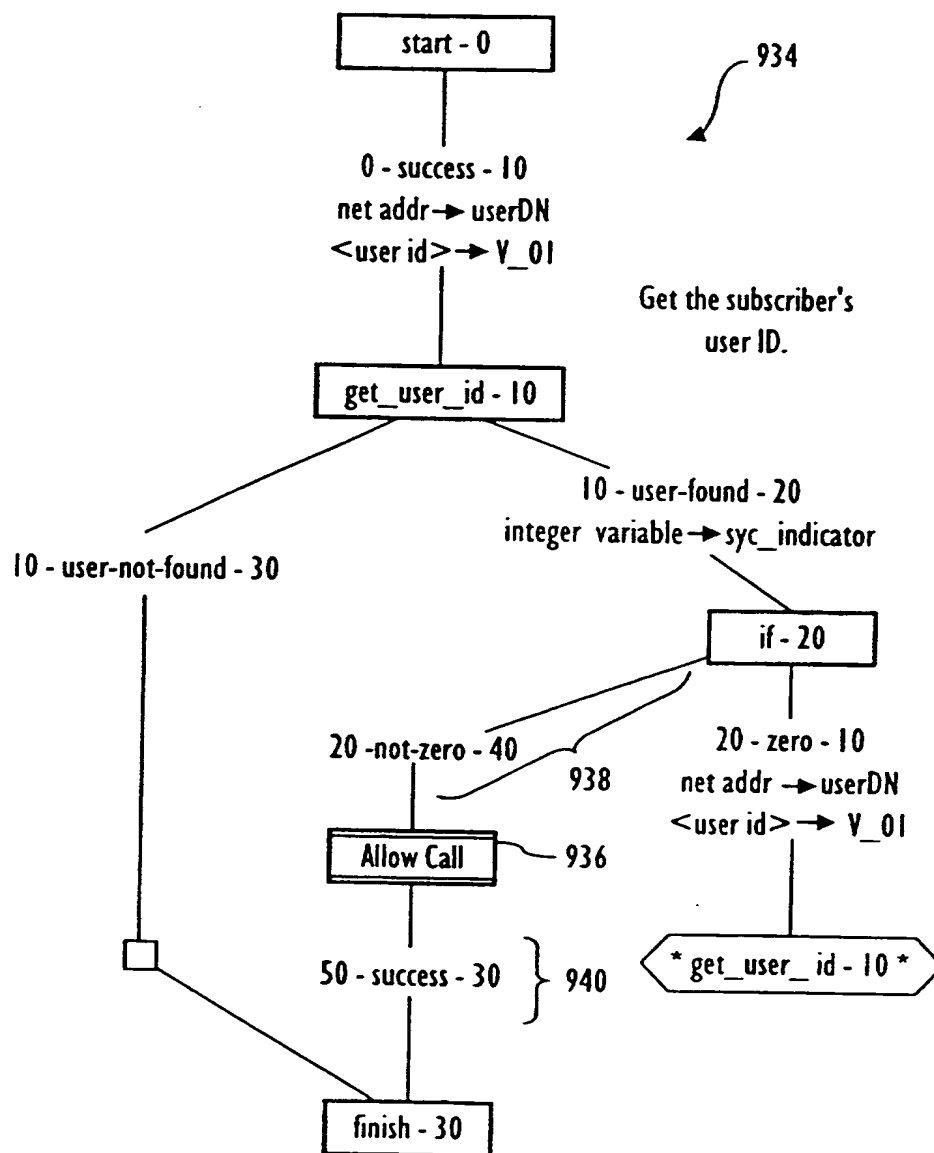 start - 0
934
0 - success - 10
net addr→ userDN
<user id>→ V_01
Get the subscriber's
user ID.
get_user_id - 10
10 - user-found - 20
integer variable→ syc_indicator
10 - user-not-found - 30
if - 20
20 -not-zero - 40
938
20 - zero - 10
net addr →userDN
<user id> → V_01
Allow Call
936
50 - success - 30
940
* get_user_ id - 10 *
finish - 30